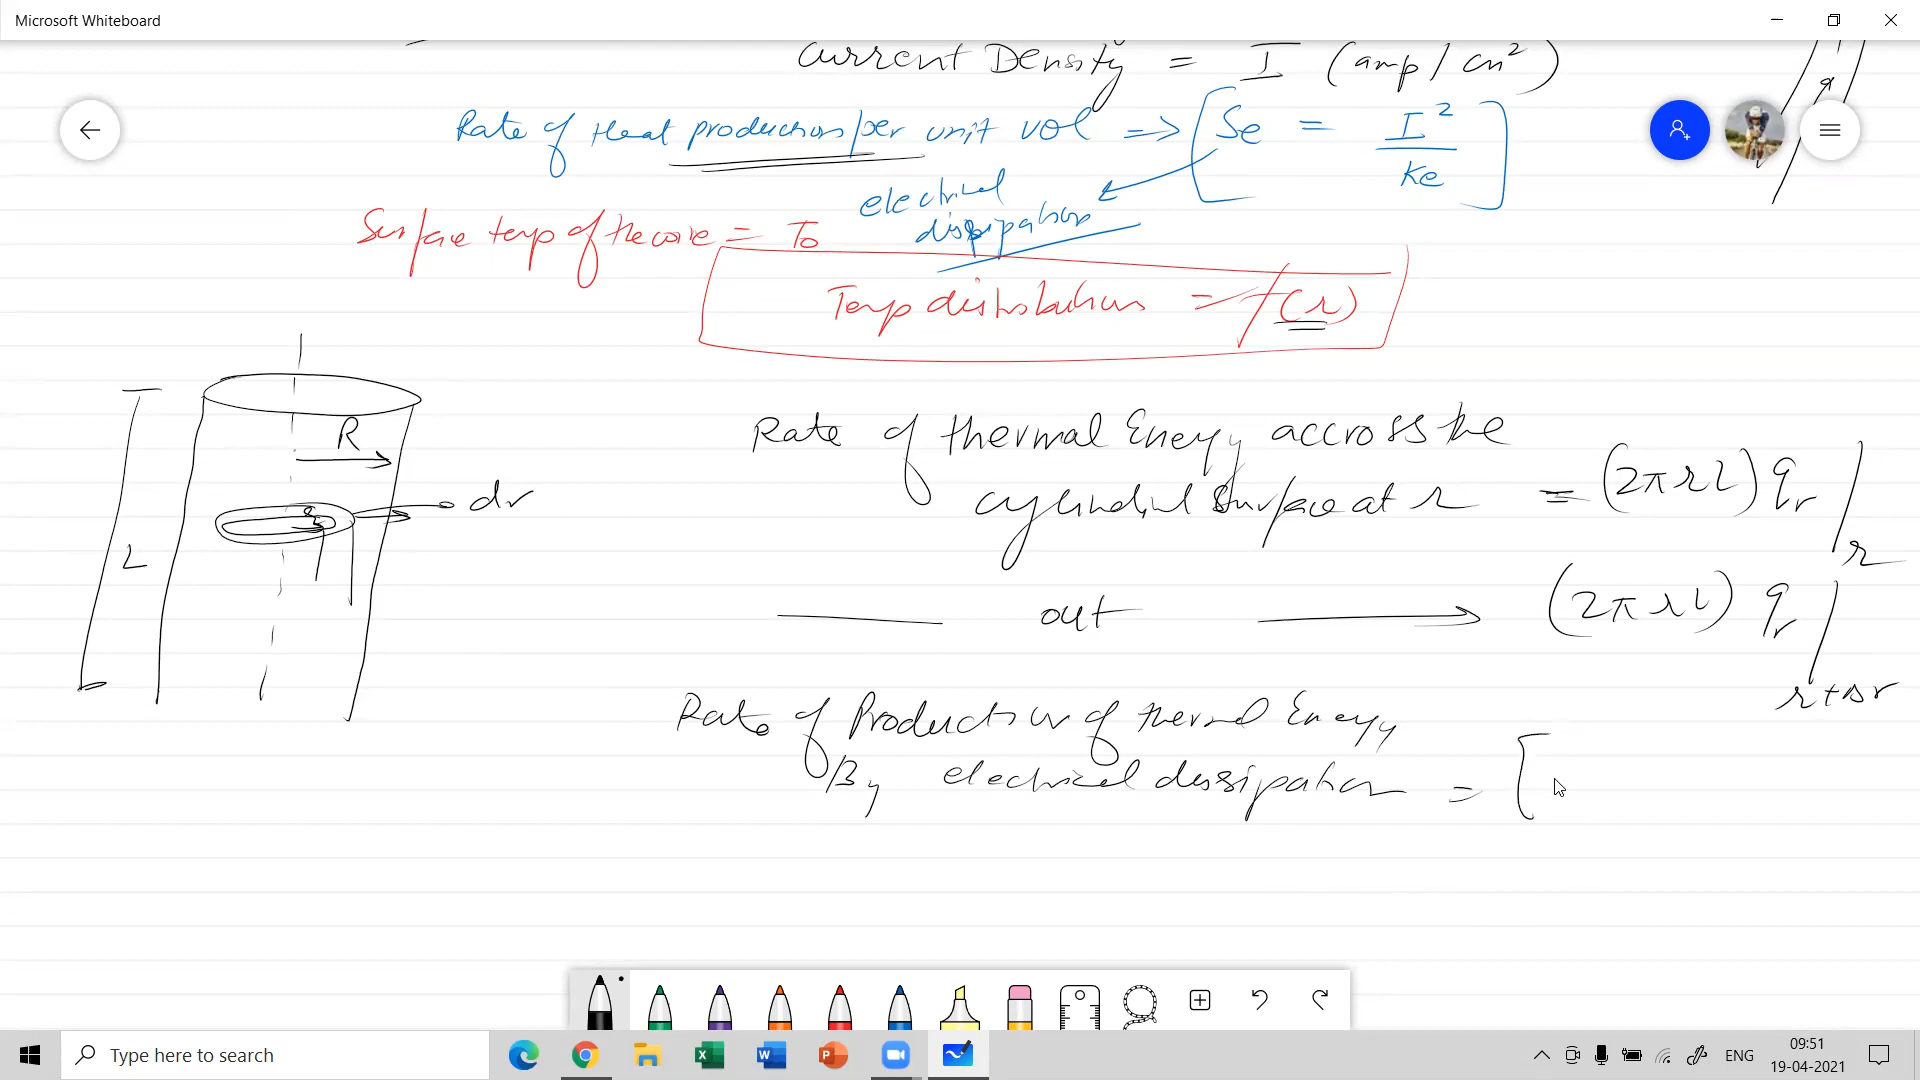 Microsoft Whiteboard
Current Density = I (amp/cm²)
Rate of Heat production/per unit vol => [Se = I²/ke]
electrical
dissipation
Surface temp of the wire = To
Temp distribution = f(r)
R
dr
L
Rate of thermal Energy accross the
cylindrical surface at r = (2πrL) qr|r
out (2πrL) qr|r+Δr
Rate of Production of thermal Energy
By electrical dissipation = [
Type here to search
ENG
09:51
19-04-2021